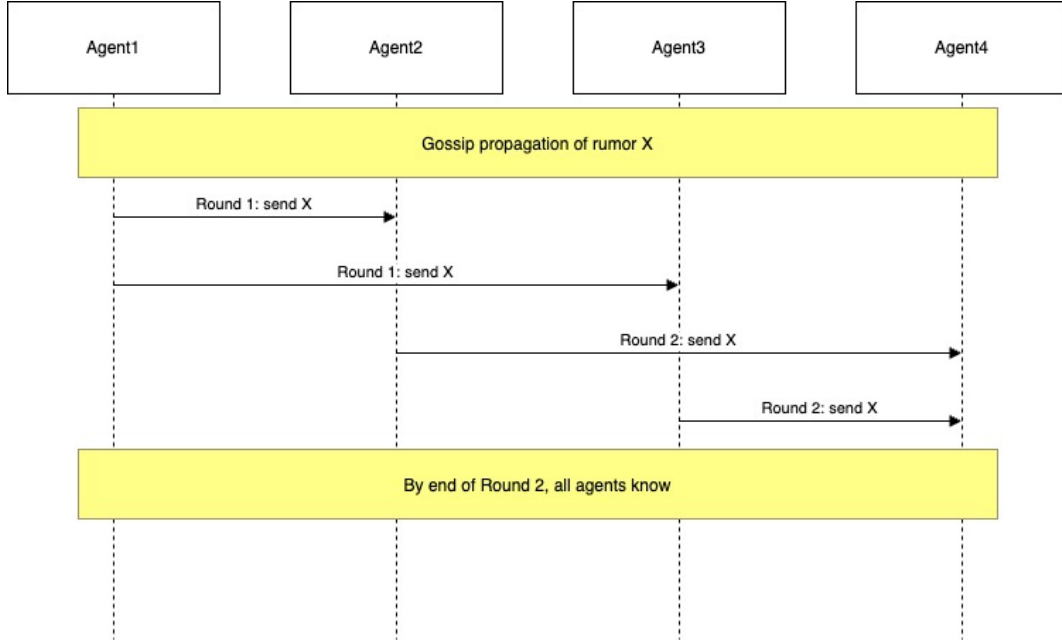 Agent1
Agent2
Agent3
Agent4
Gossip propagation of rumor X
Round 1: send X
Round 1: send X
Round 2: send X
Round 2: send X
By end of Round 2, all agents know